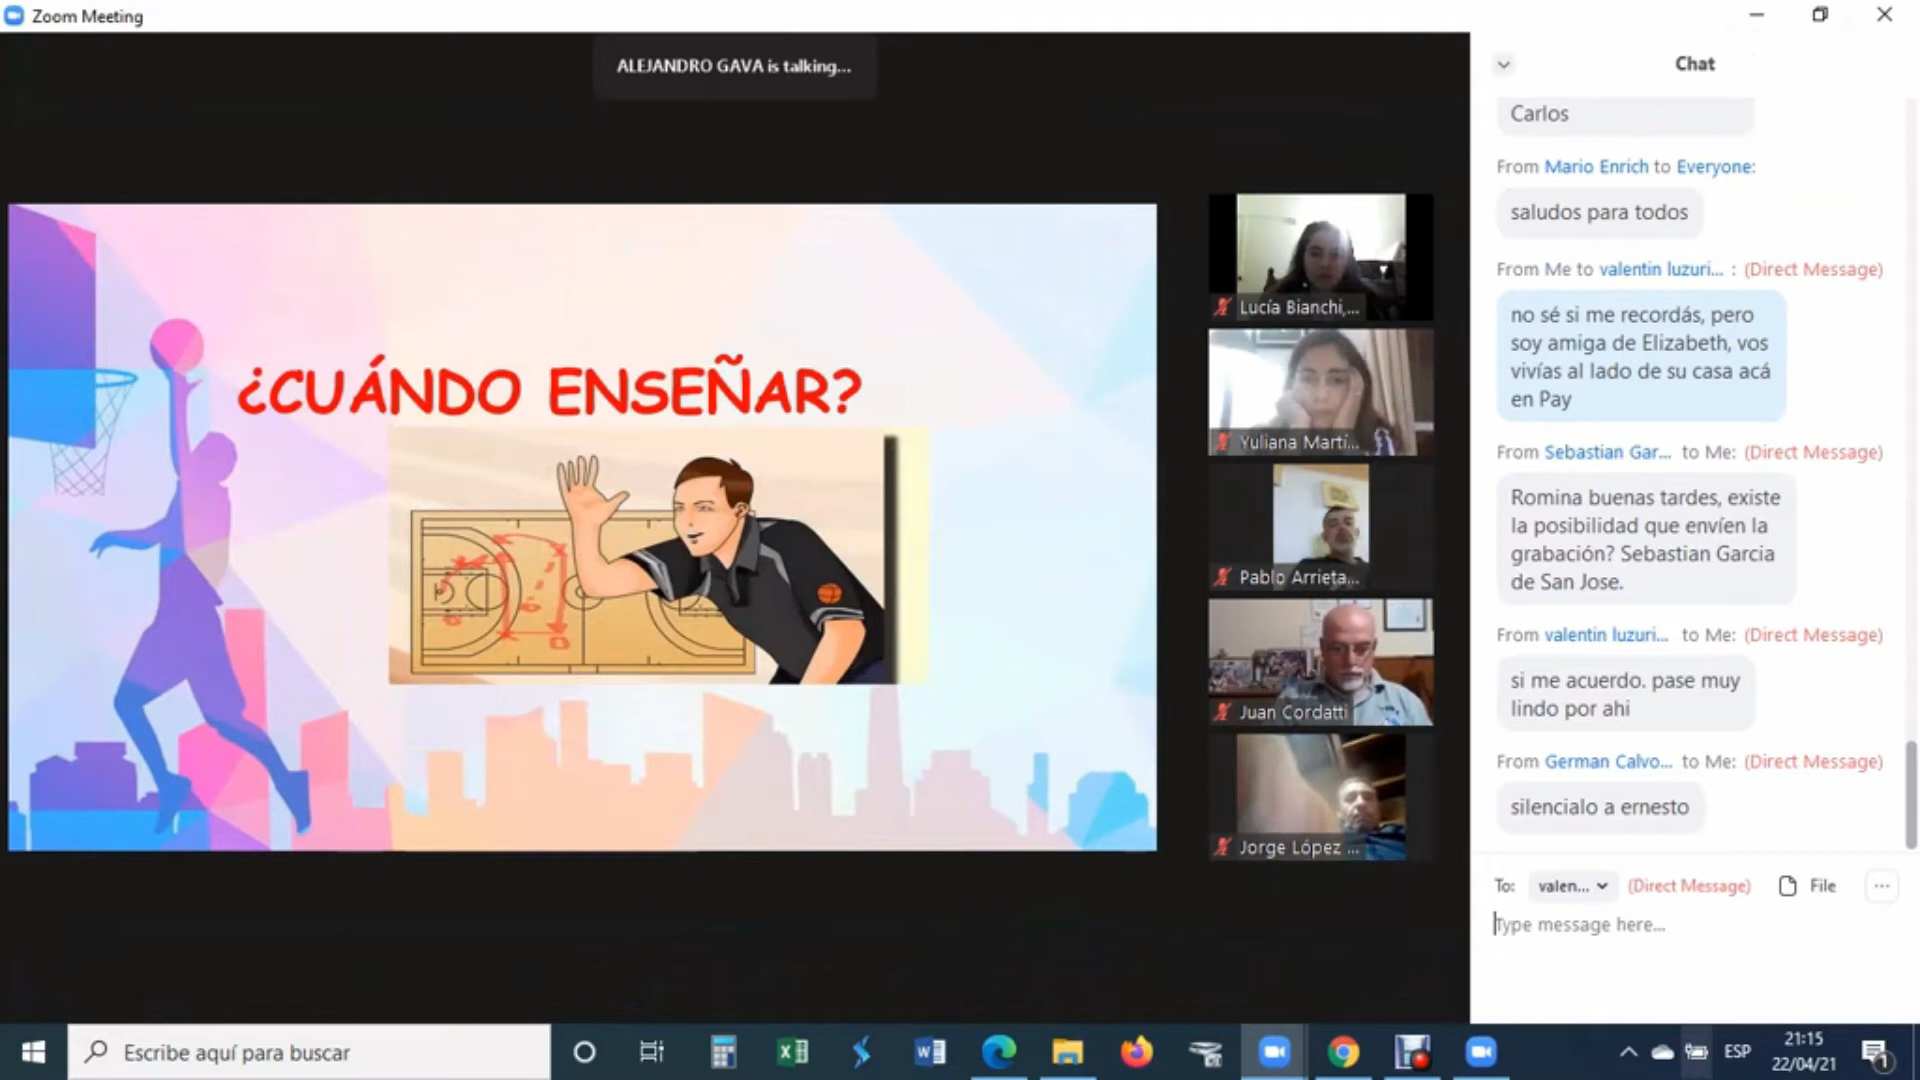 Zoom Meeting
ALEJANDRO GAVA is talking...
¿CUÁNDO ENSEÑAR?
Lucía Bianchi,...
Yuliana Martí...
Pablo Arrieta...
Juan Cordatti
Jorge López ...
Chat
Carlos
From Mario Enrich to Everyone:
saludos para todos
From Me to valentin luzuri... : (Direct Message)
no sé si me recordás, pero
soy amiga de Elizabeth, vos
vivías al lado de su casa acá
en Pay
From Sebastian Gar... to Me: (Direct Message)
Romina buenas tardes, existe
la posibilidad que envíen la
grabación? Sebastian Garcia
de San Jose.
From valentin luzuri... to Me: (Direct Message)
si me acuerdo. pase muy
lindo por ahi
From German Calvo... to Me: (Direct Message)
silencialo a ernesto
To: valen... (Direct Message) File
Type message here...
Escribe aquí para buscar
ESP
21:15
22/04/21
1